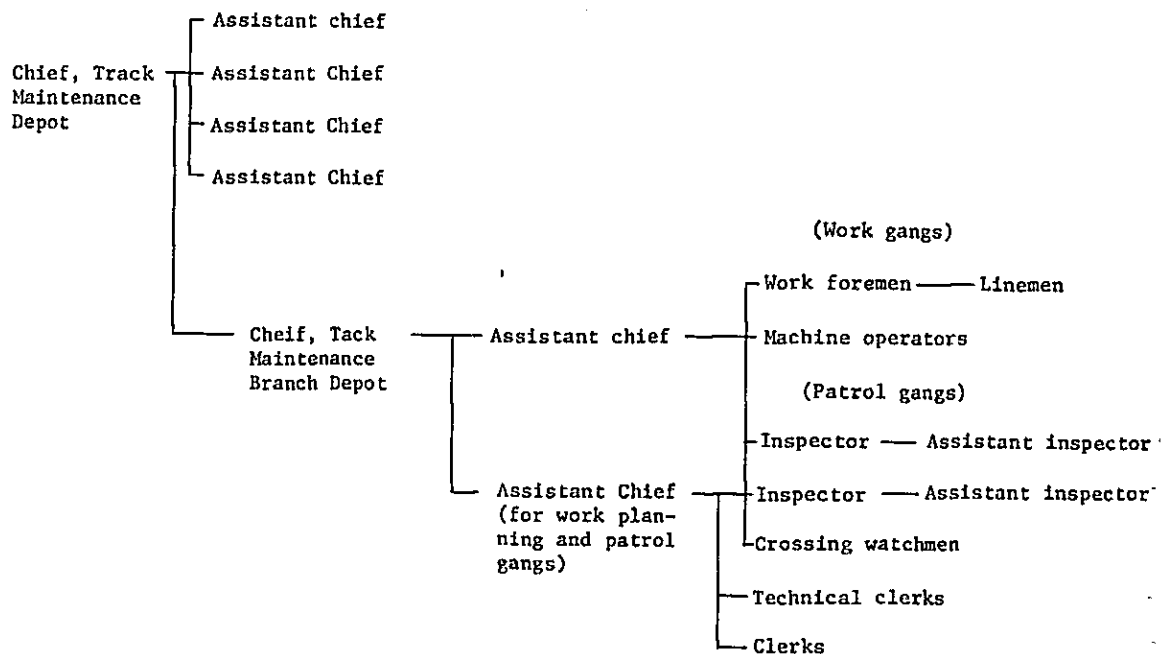 Assistant chief
Chief, Track
Maintenance
Depot
Assistant Chief
Assistant Chief
Assistant Chief
(Work gangs)
Work foremen
Linemen
Cheif, Tack
Maintenance
Branch Depot
Assistant chief
Machine operators
(Patrol gangs)
Inspector
Assistant inspector
Assistant Chief
(for work plan-
ning and patrol
gangs)
Inspector
Assistant inspector
Crossing watchmen
Technical clerks
Clerks